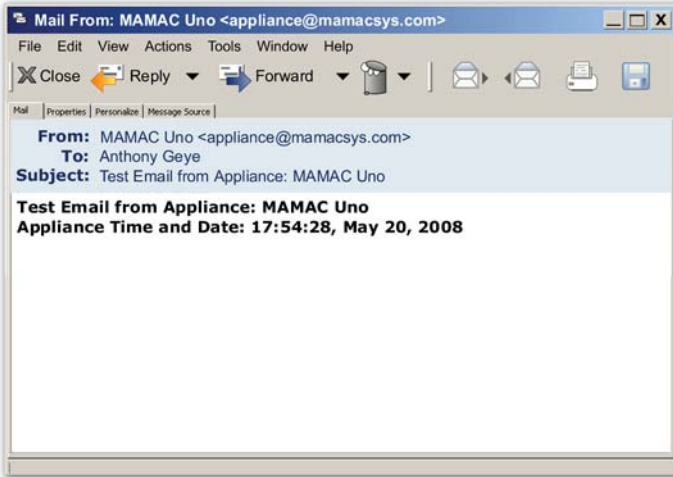 Mail From: MAMAC Uno <appliance@mamacsys.com>
File Edit View Actions Tools Window Help
Close Reply Forward
Mail Properties Personalize Message Source
From: MAMAC Uno <appliance@mamacsys.com>
To: Anthony Geye
Subject: Test Email from Appliance: MAMAC Uno
Test Email from Appliance: MAMAC Uno
Appliance Time and Date: 17:54:28, May 20, 2008